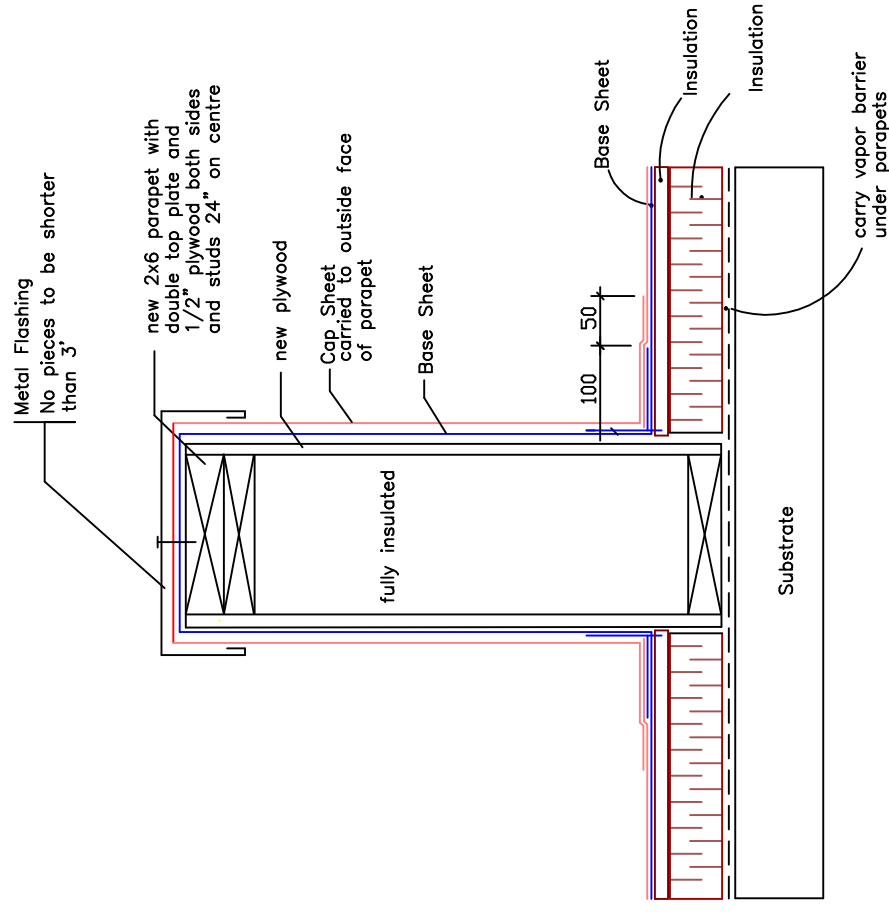 Metal Flashing
No pieces to be shorter
than 3'
new 2x6 parapet with
double top plate and
1/2" plywood both sides
and studs 24" on centre
new plywood
Cap Sheet
carried to outside face
of parapet
Base Sheet
fully insulated
100
50
Base Sheet
Insulation
Insulation
carry vapor barrier
under parapets
Substrate